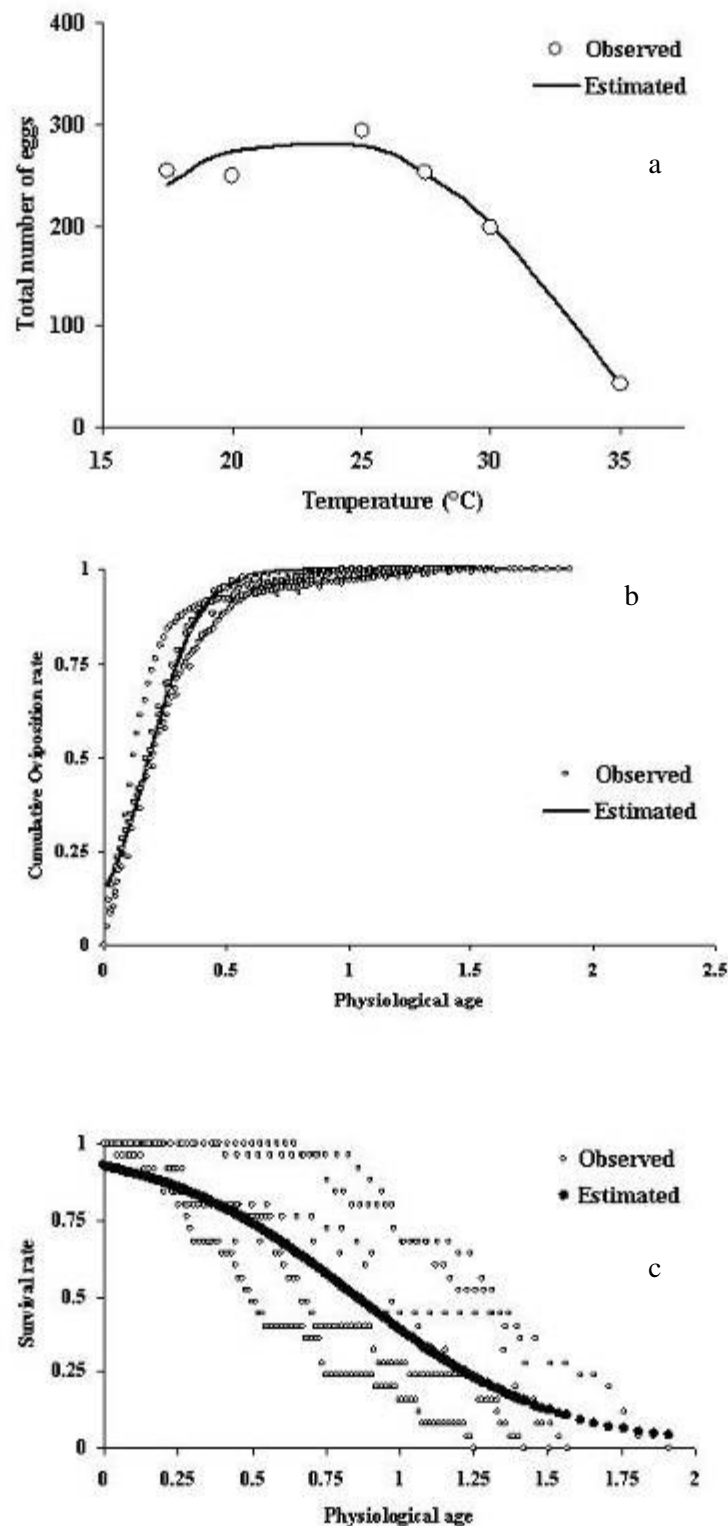 400
300
200
100
0
Total number of eggs
Observed
Estimated
a
15 20 25 30 35
Temperature (°C)
1
0.75
0.5
0.25
0
Cumulative Oviposition rate
b
Observed
Estimated
0 0.5 1 1.5 2 2.5
Physiological age
1
0.75
0.5
0.25
0
Survival rate
Observed
Estimated
c
0 0.25 0.5 0.75 1 1.25 1.5 1.75 2
Physiological age